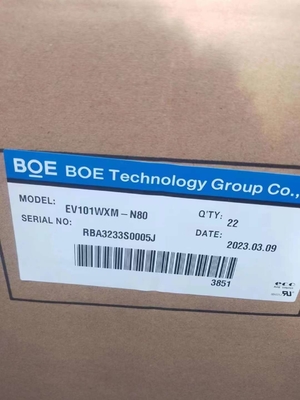 BOE BOE Technology Group Co.,
MODEL: EV101WXM-N80 Q'TY: 22
SERIAL NO: RBA3233S0005J DATE: 2023.03.09
3851